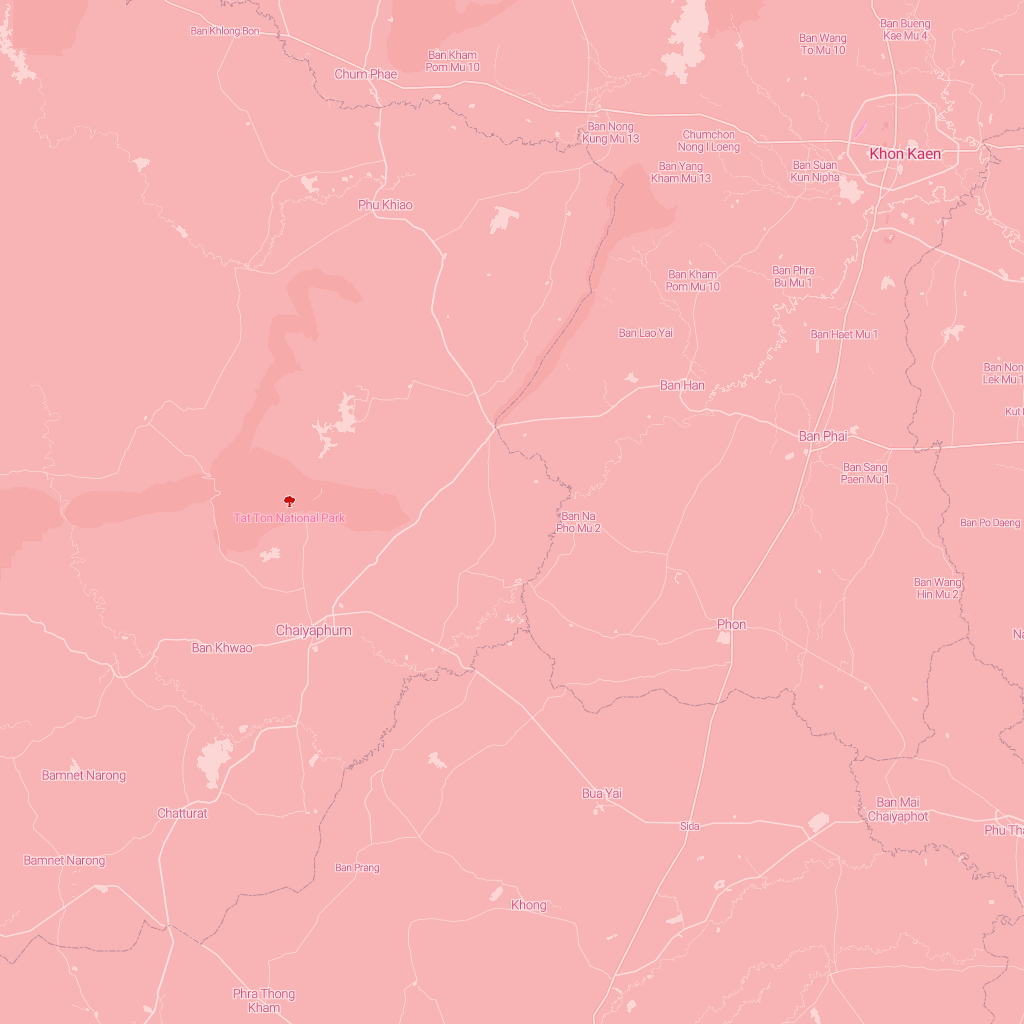 Ban Khlong Bon
Ban Bueng
Kae Mu 4
Ban Wang
To Mu 10
Ban Kham
Pom Mu 10
Chum Phae
Ban Nong
Kung Mu 13
Chumchon
Nong I Loeng
Khon Kaen
Ban Yang
Kham Mu 13
Ban Suan
Kun Nipha
Phu Khiao
Ban Kham
Pom Mu 10
Ban Phra
Bu Mu 1
Ban Lao Yai
Ban Haet Mu 1
Ban Non
Lek Mu 1
Ban Han
Kut
Ban Phai
Ban Sang
Paen Mu 1
Tat Ton National Park
Ban Na
Pho Mu 2
Ban Po Daeng
Ban Wang
Hin Mu 2
Chaiyaphum
Phon
Na
Ban Khwao
Bamnet Narong
Bua Yai
Chatturat
Ban Mai
Chaiyaphot
Sida
Phu Tha
Bamnet Narong
Ban Prang
Khong
Phra Thong
Kham